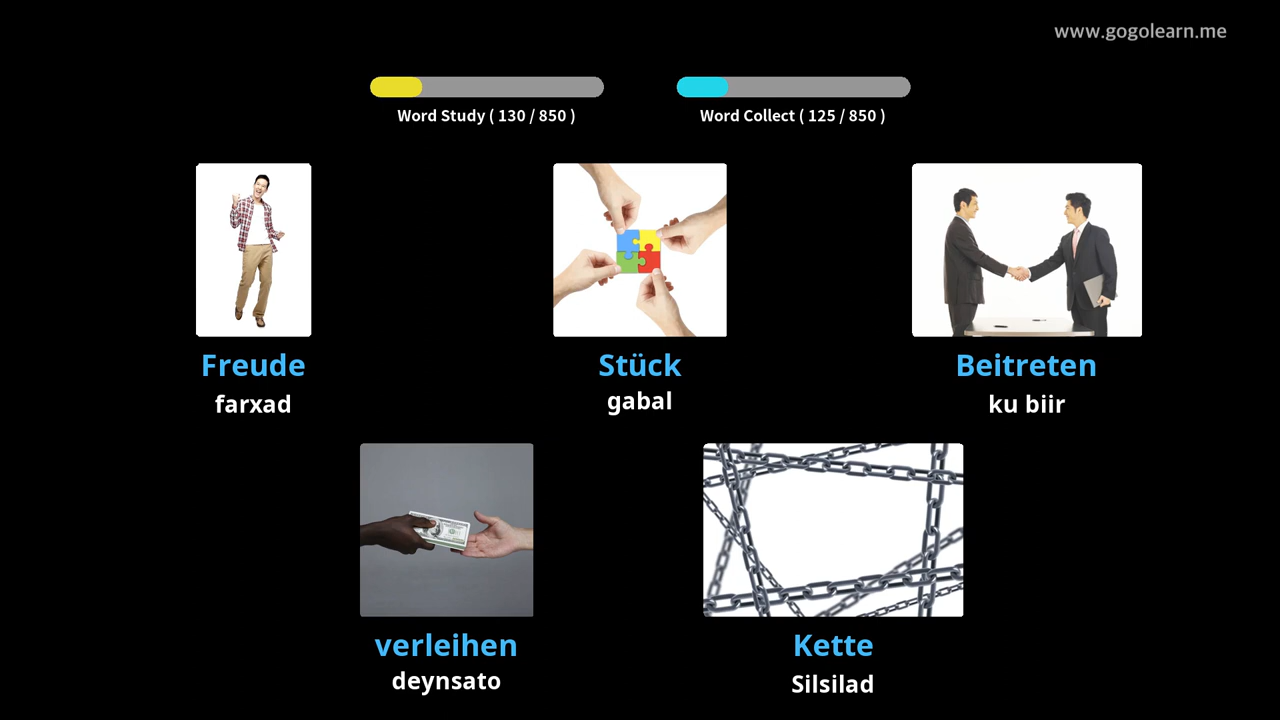 www.gogolearn.me
Word Study ( 130 / 850 )
Word Collect ( 125 / 850 )
Freude
farxad
Stück
gabal
Beitreten
ku biir
verleihen
deynsato
Kette
Silsilad